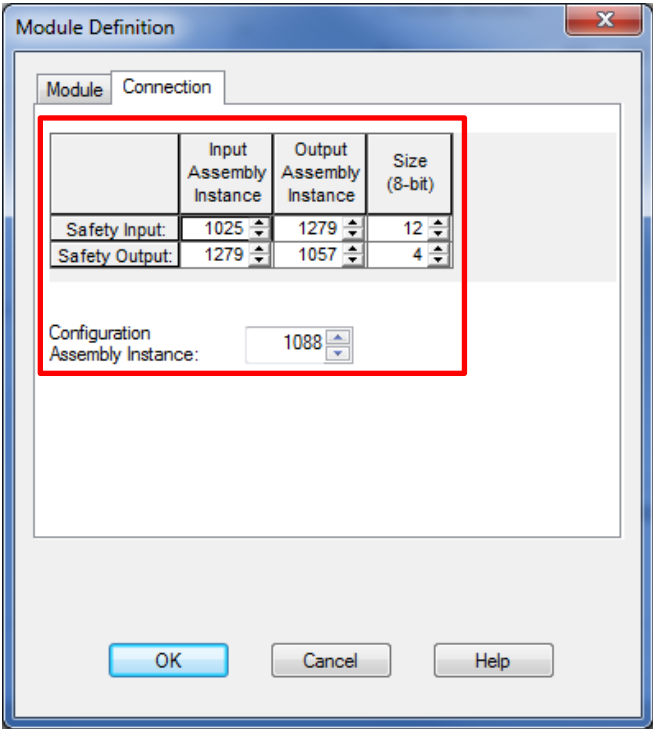 Module Definition
x
Module Connection
Input Assembly Instance Output Assembly Instance Size (8-bit)
Safety Input: 1025 1279 12
Safety Output: 1279 1057 4
Configuration
Assembly Instance: 1088
OK Cancel Help